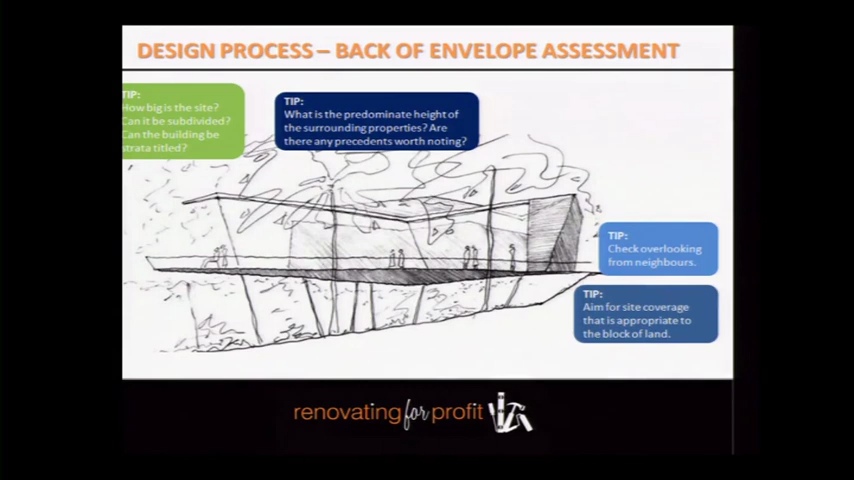 DESIGN PROCESS – BACK OF ENVELOPE ASSESSMENT
TIP:
How big is the site?
Can it be subdivided?
Can the building be
strata titled?
TIP:
What is the predominate height of
the surrounding properties? Are
there any precedents worth noting?
TIP:
Check overlooking
from neighbours.
TIP:
Aim for site coverage
that is appropriate to
the block of land.
renovating for profit